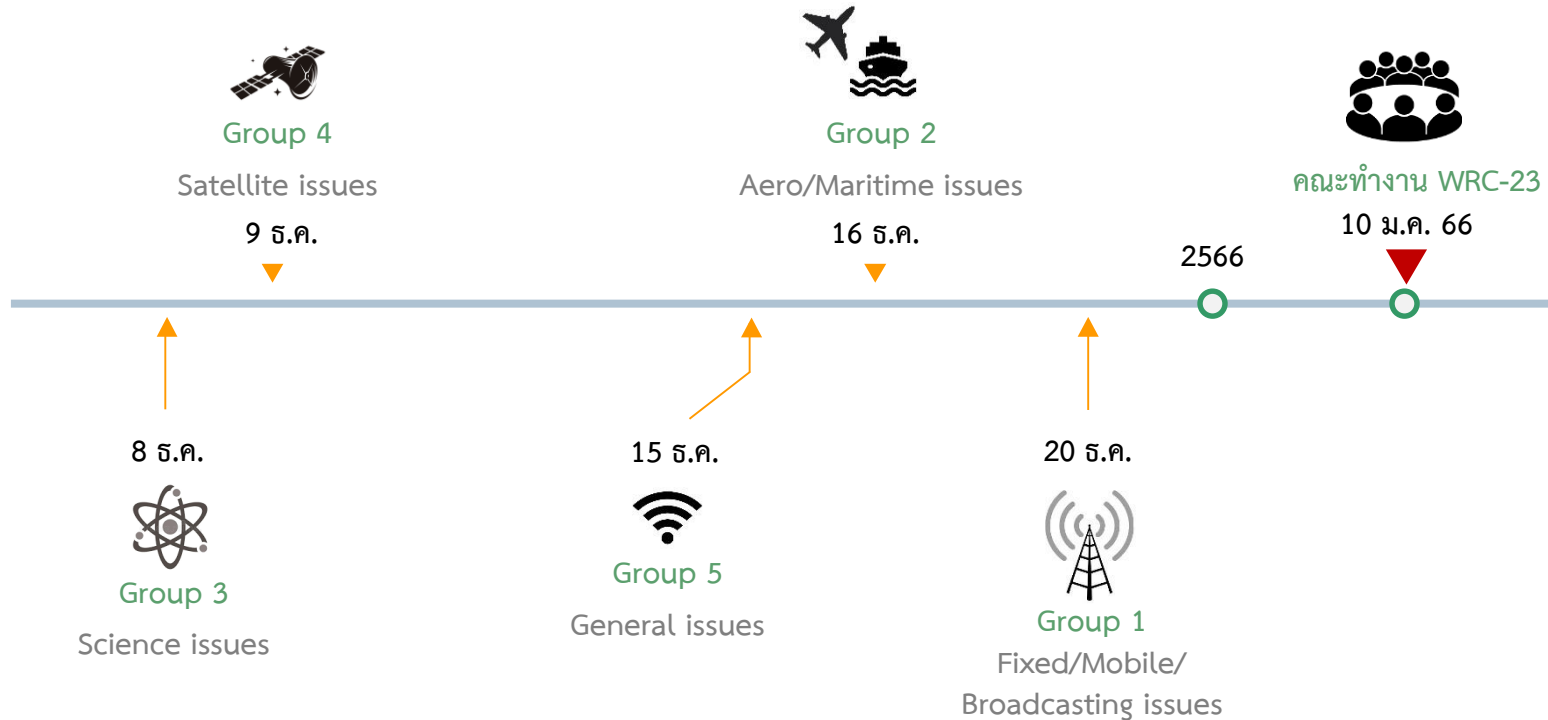 Group 4
Satellite issues
9 ธ.ค.
Group 2
Aero/Maritime issues
16 ธ.ค.
คณะทำงาน WRC-23
10 ม.ค. 66
2566
8 ธ.ค.
Group 3
Science issues
15 ธ.ค.
Group 5
General issues
20 ธ.ค.
Group 1
Fixed/Mobile/
Broadcasting issues